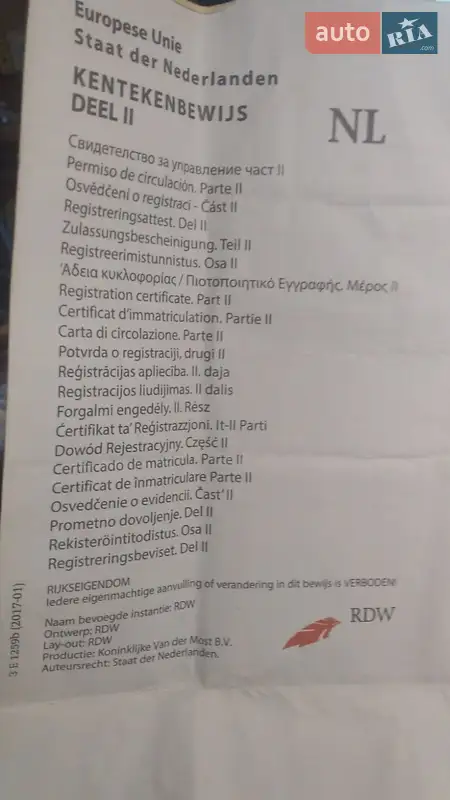 auto RIA .com
Europese Unie
Staat der Nederlanden
KENTEKENBEWIJS
DEEL II
NL
Свидетелство за управление част II
Permiso de circulación. Parte II
Osvědčení o registraci - Část II
Registreringsattest. Del II
Zulassungsbescheinigung. Teil II
Registreerimistunnistus. Osa II
'Άδεια κυκλοφορίας / Πιοτοποιητικό Εγγραφής. Μέρος II
Registration certificate. Part II
Certificat d'immatriculation. Partie II
Carta di circolazione. Parte II
Potvrda o registraciji, drugi II
Reģistrācijas apliecība. II. daļa
Registracijos liudijimas. II dalis
Forgalmi engedély. II. Rész
Ċertifikat ta' Reġistrazzjoni. It-II Parti
Dowód Rejestracyjny. Część II
Certificado de matrícula. Parte II
Certificat de înmatriculare Parte II
Osvedčenie o evidencii. Časť II
Prometno dovoljenje. Del II
Rekisteröintitodistus. Osa II
Registreringsbeviset. Del II
RIJKSEIGENDOM
Iedere eigenmachtige aanvulling of verandering in dit bewijs is VERBODEN!
Naam bevoegde instantie: RDW
Ontwerp: RDW
Lay-out: RDW
Productie: Koninklijke Van der Most B.V.
Auteursrecht: Staat der Nederlanden.
RDW
3 E 1259b (2017-01)